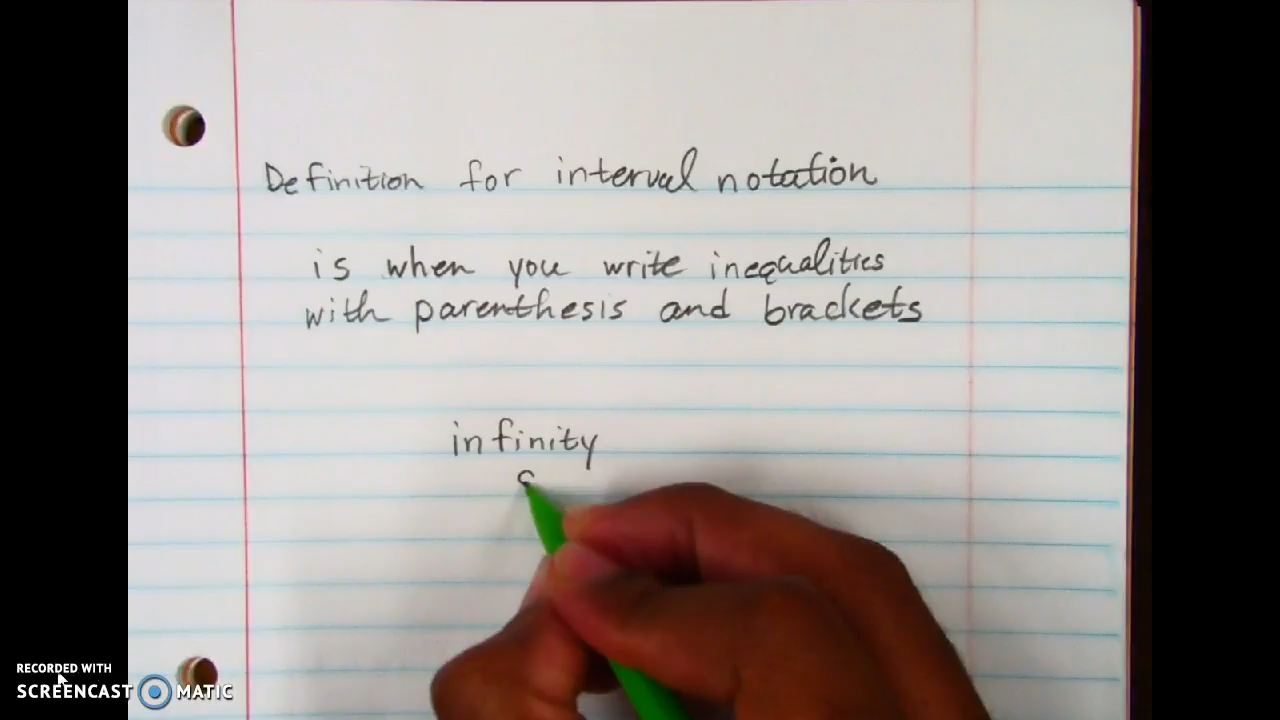 Definition for interval notation
is when you write inequalities
with parenthesis and brackets
infinity
RECORDED WITH
SCREENCAST MATIC